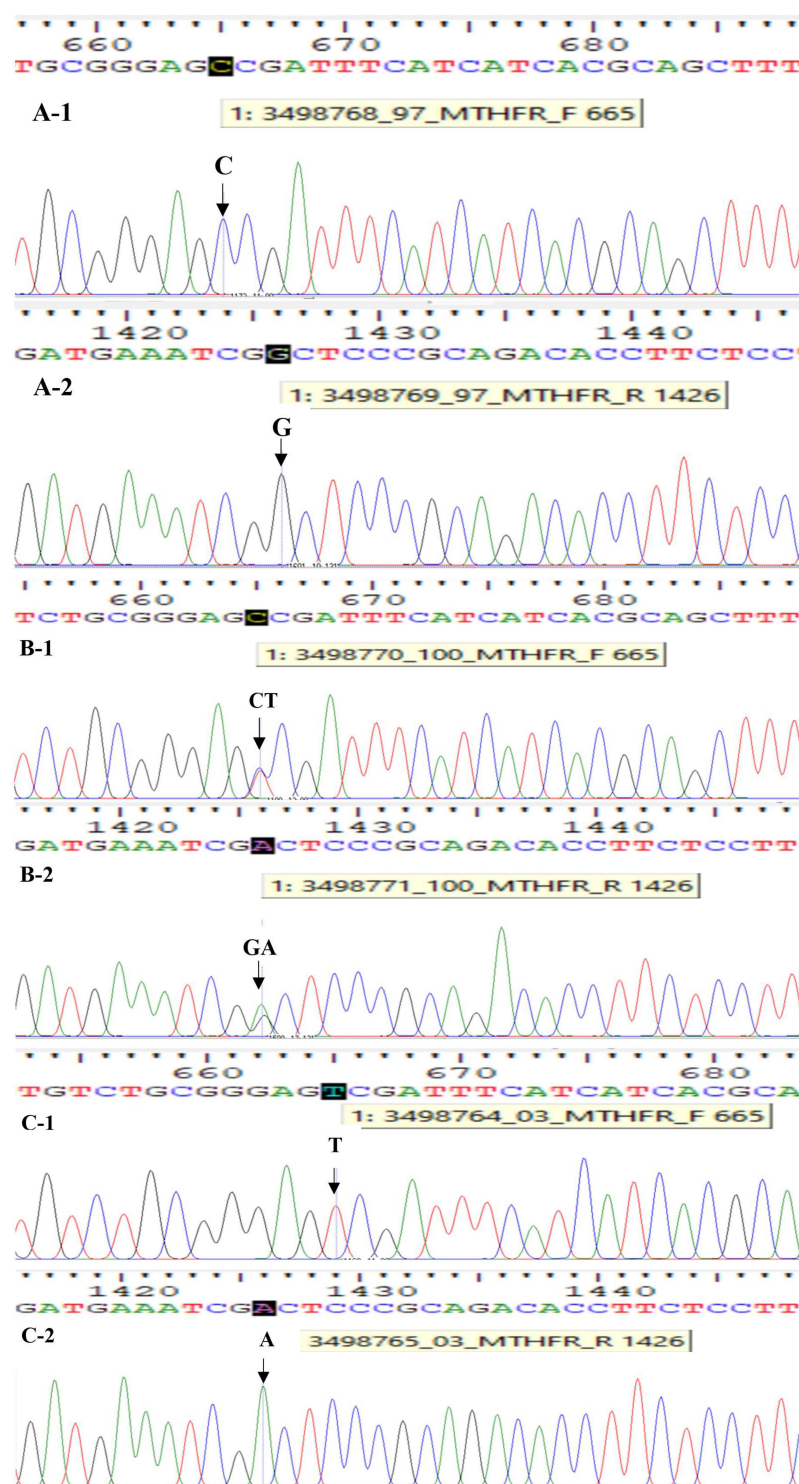 660 670 680
TGCGGGAGCCGATTTCATCATCACGCAGCTTT
A-1 1: 3498768_97_MTHFR_F 665
C
1420 1430 1440
GATGAAATCGGCTCCCGCAGACACCTTCTCCT
A-2 1: 3498769_97_MTHFR_R 1426
G
660 670 680
TCTGCGGGAGCCGATTTCATCATCACGCAGCTTT
B-1 1: 3498770_100_MTHFR_F 665
CT
1420 1430 1440
GATGAAATCGACTCCCGCAGACACCTTCTCCTT
B-2 1: 3498771_100_MTHFR_R 1426
GA
660 670 680
TGTCTGCGGGAGTCGATTTCATCATCACGCA
C-1 1: 3498764_03_MTHFR_F 665
T
1420 1430 1440
GATGAAATCGACTCCCGCAGACACCTTCTCCTT
C-2 A 3498765_03_MTHFR_R 1426